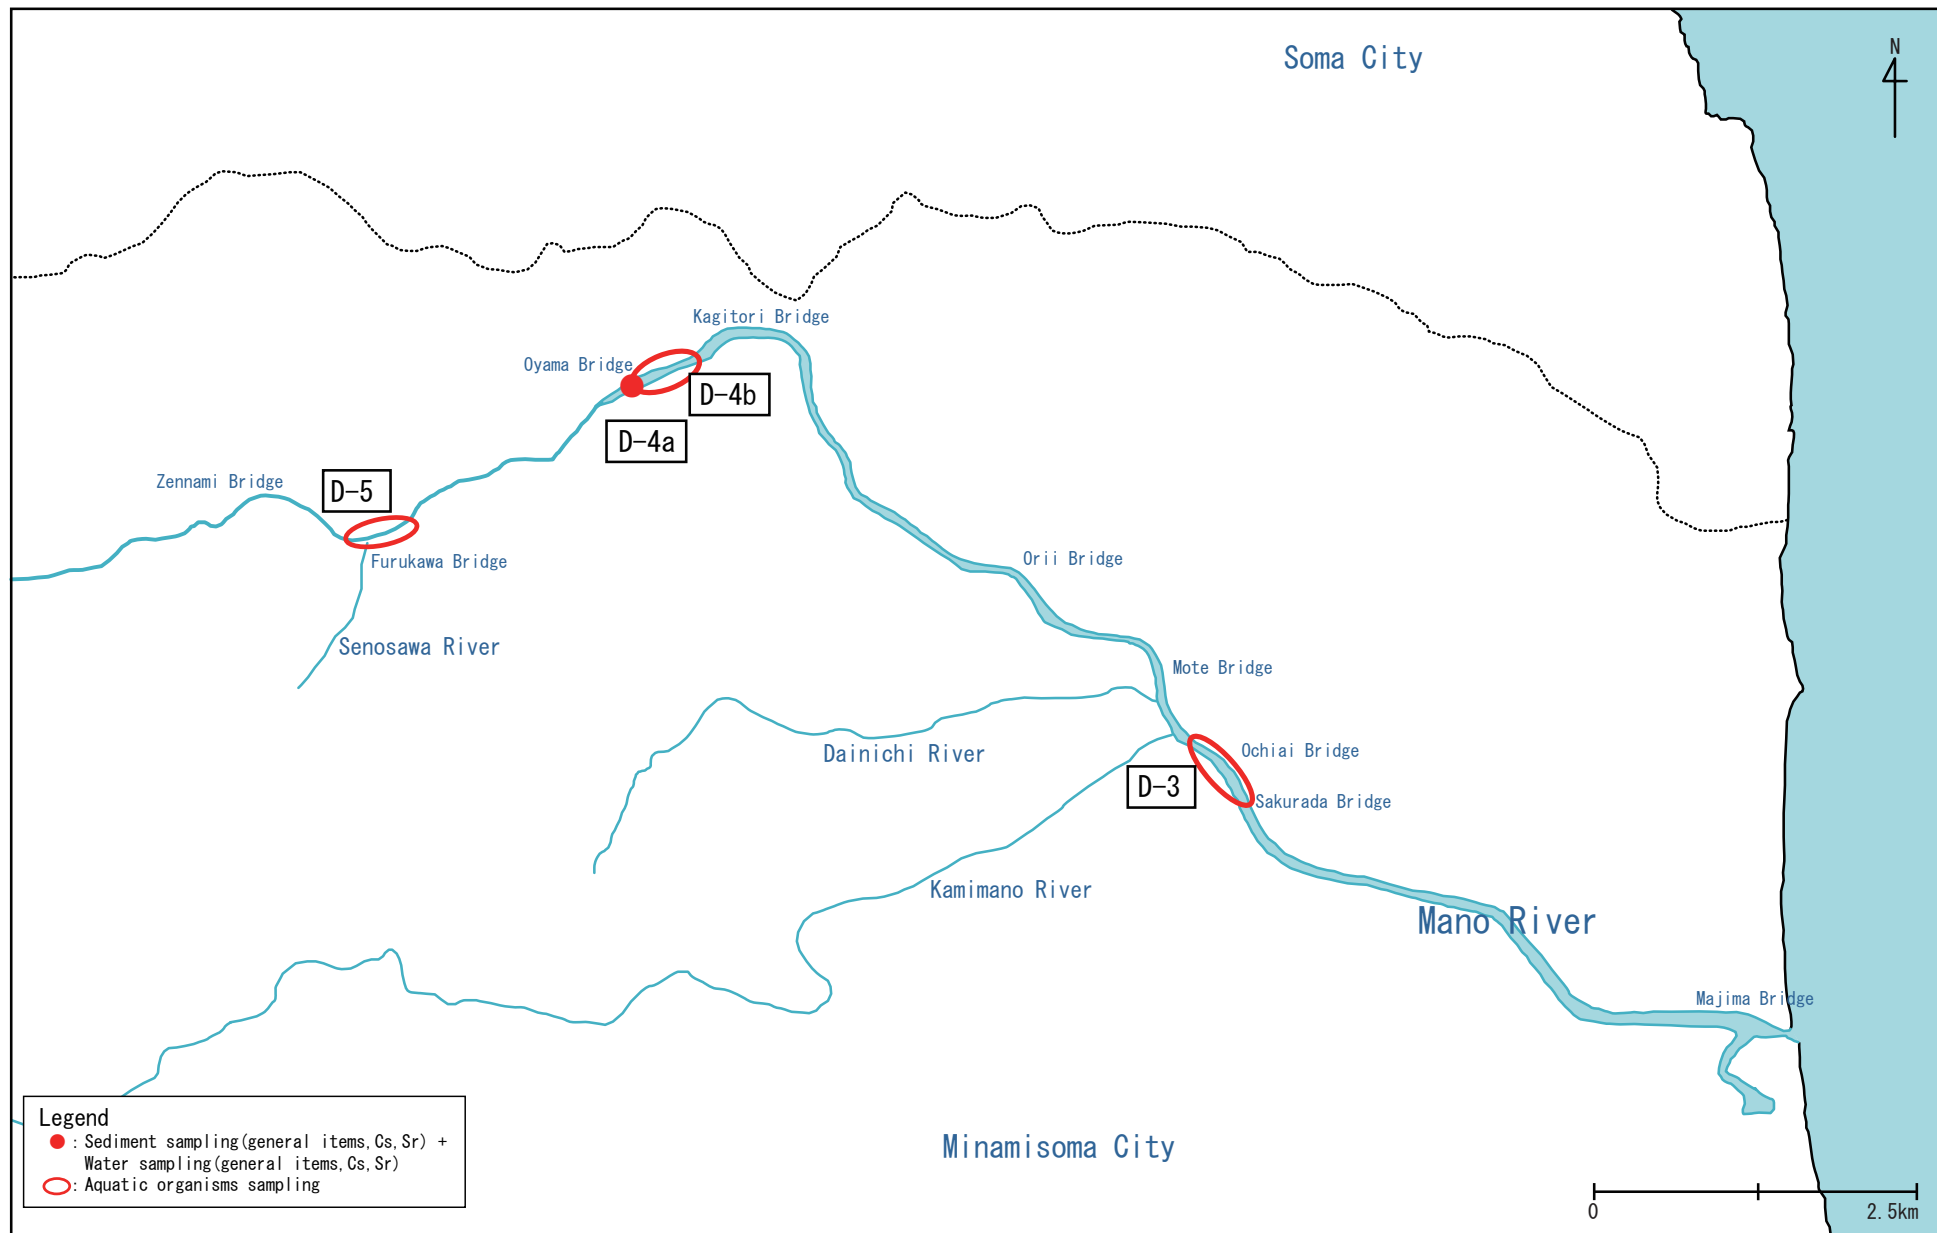 Soma City
N
Kagitori Bridge
Oyama Bridge
D-4b
D-4a
Zennami Bridge
D-5
Furukawa Bridge
Orii Bridge
Senosawa River
Mote Bridge
Dainichi River
Ochiai Bridge
D-3
Sakurada Bridge
Kamimano River
Mano River
Majima Bridge
Minamisoma City
Legend
: Sediment sampling(general items,Cs,Sr) +
Water sampling(general items,Cs,Sr)
: Aquatic organisms sampling
0
2.5km